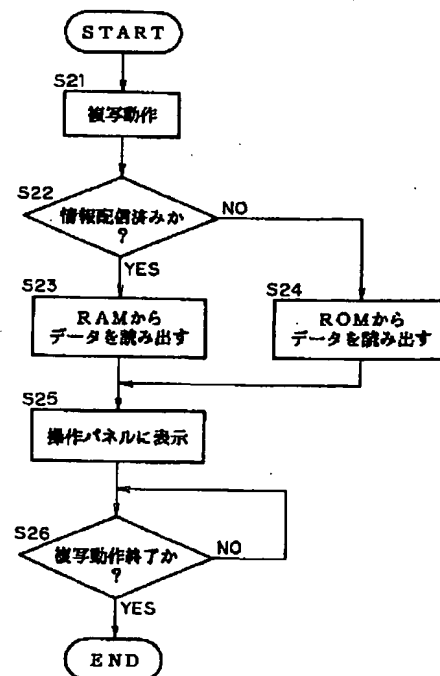 START
S21
複写動作
S22
情報配信済みか
?
NO
YES
S23
RAMから
データを読み出す
S24
ROMから
データを読み出す
S25
操作パネルに表示
S26
複写動作終了か
?
NO
YES
END